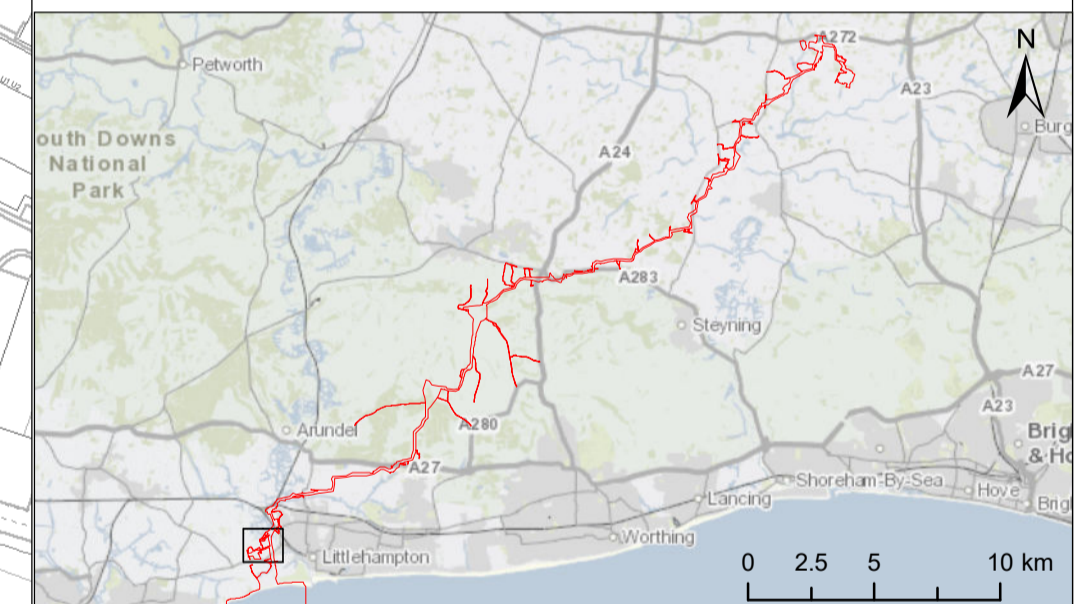 A272
N
Petworth
A23
Burg
outh Downs
National
Park
A24
A283
Steyning
A27
A23
Arundel
A280
Brig
& Ho
A27
Shoreham-By-Sea
Hove
Lancing
Brig
Worthing
Littlehampton
0 2.5 5 10 km